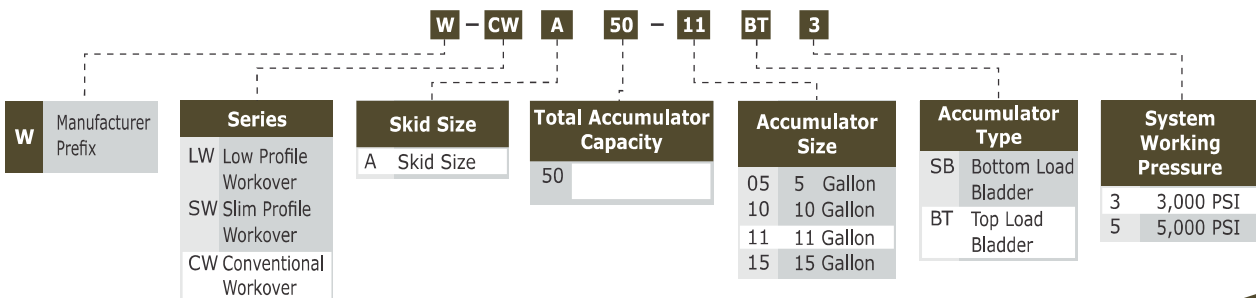 W – CW A 50 – 11 BT 3
W Manufacturer
Prefix
Series
LW Low Profile
Workover
SW Slim Profile
Workover
CW Conventional
Workover
Skid Size
A Skid Size
Total Accumulator
Capacity
50
Accumulator
Size
05 5 Gallon
10 10 Gallon
11 11 Gallon
15 15 Gallon
Accumulator
Type
SB Bottom Load
Bladder
BT Top Load
Bladder
System
Working
Pressure
3 3,000 PSI
5 5,000 PSI